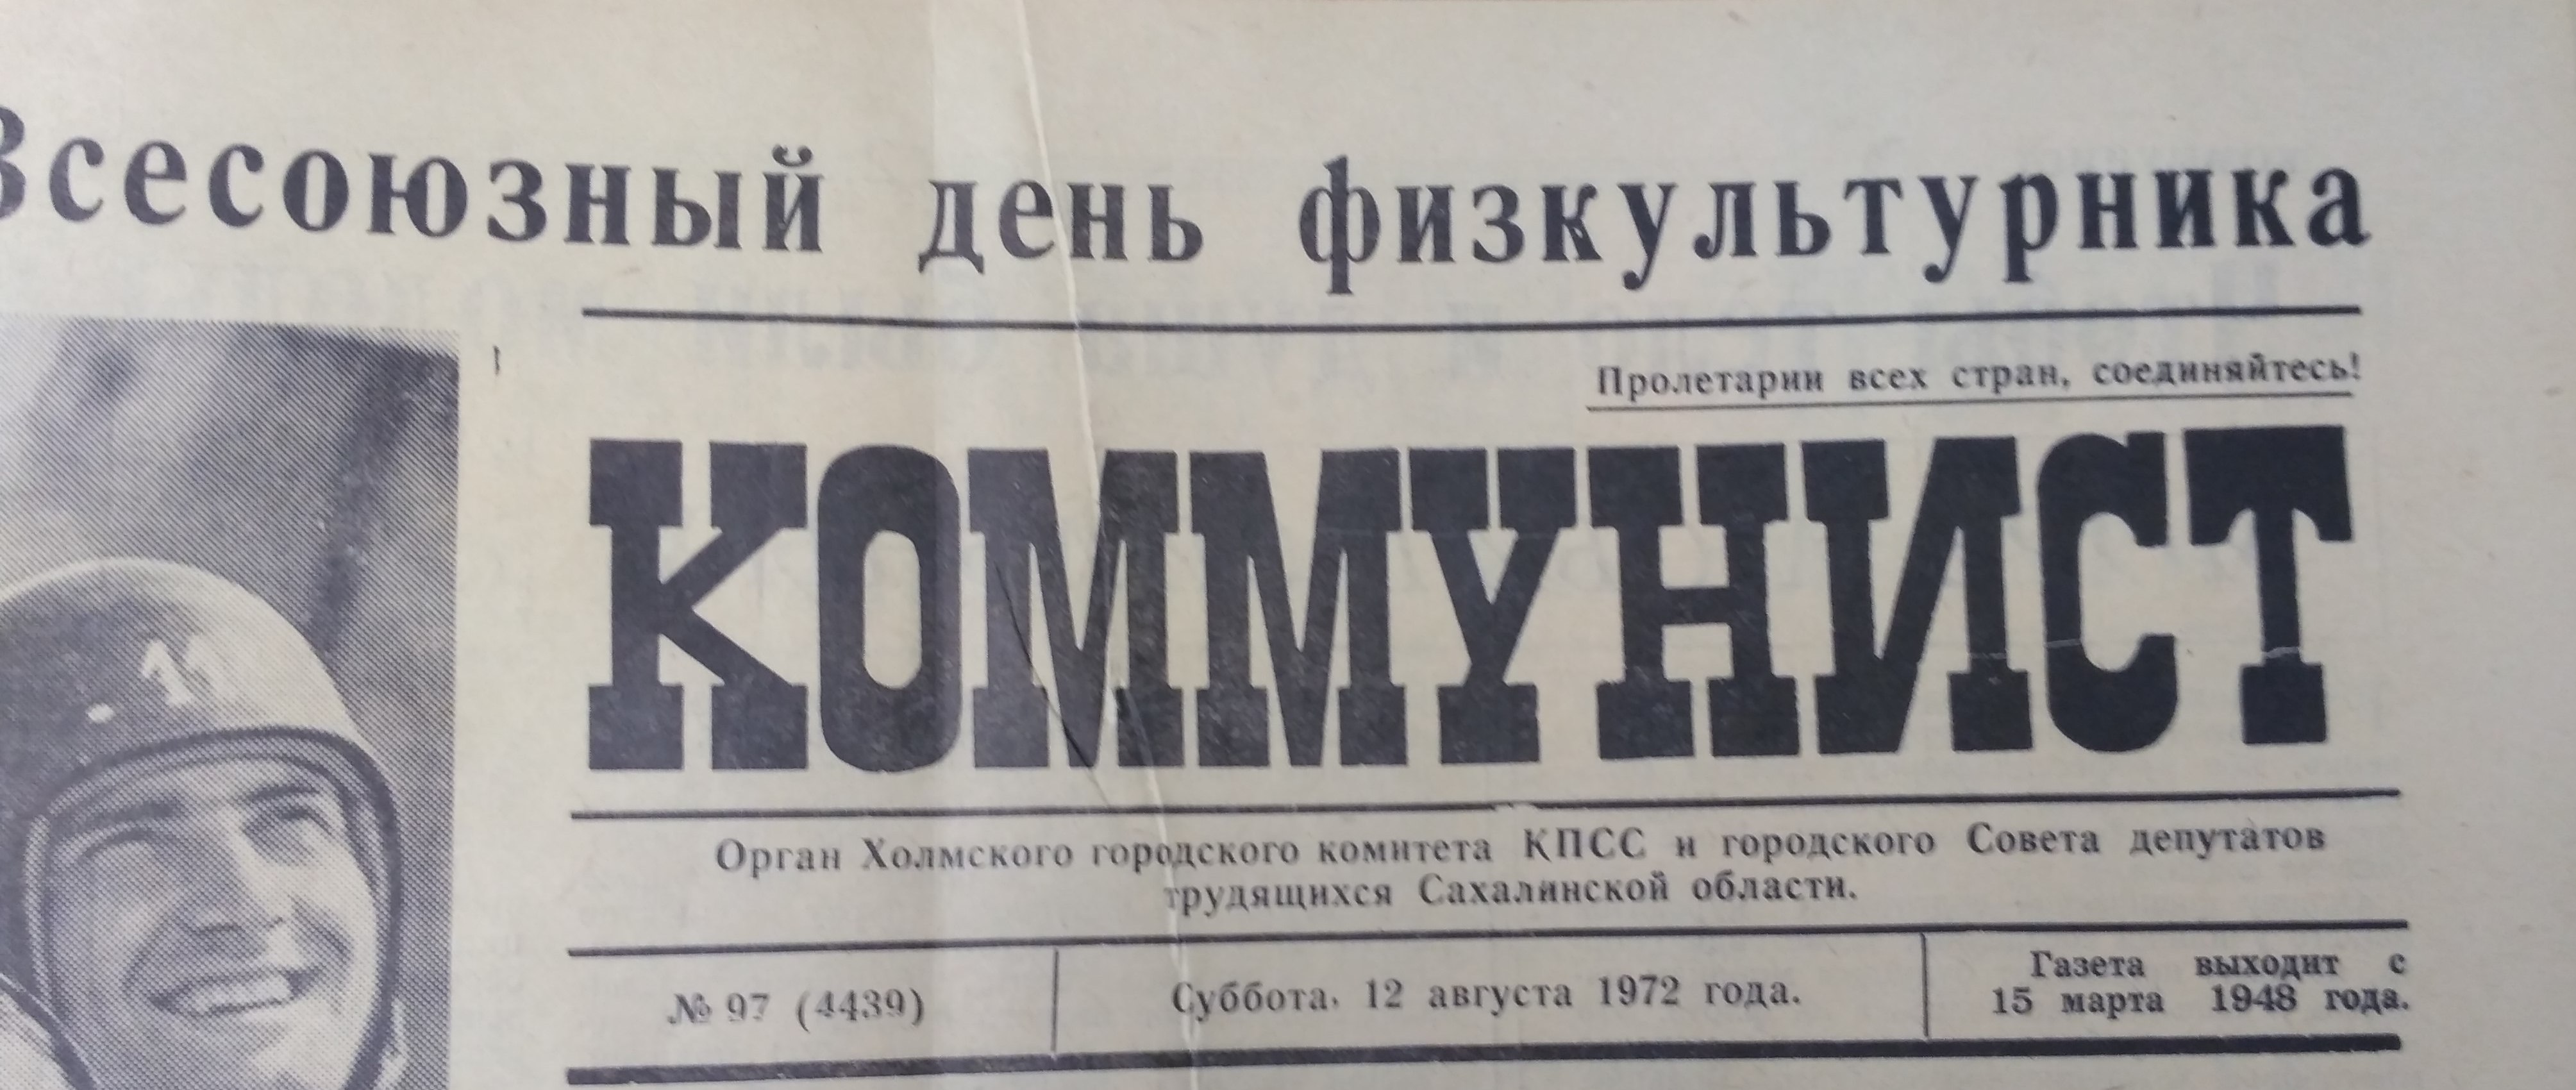 Всесоюзный день физкультурника
Пролетарии всех стран, соединяйтесь!
КОММУНИСТ
Орган Холмского городского комитета КПСС и городского Совета депутатов
трудящихся Сахалинской области.
№ 97 (4439)
Суббота, 12 августа 1972 года.
Газета выходит с
15 марта 1948 года.
11